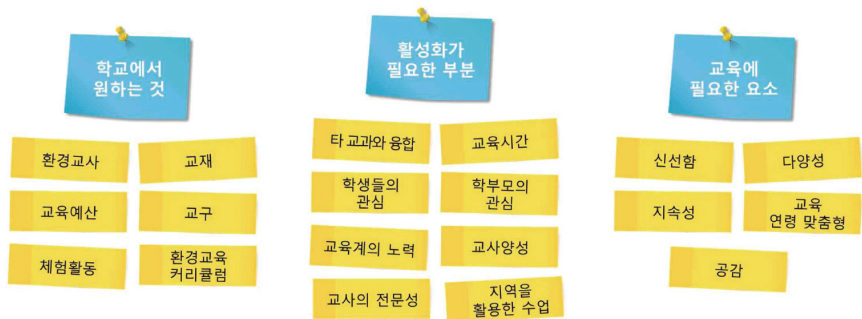 학교에서
원하는 것
환경교사
교재
교육예산
교구
체험활동
환경교육
커리큘럼
활성화가
필요한 부분
타 교과와 융합
교육시간
학생들의
관심
학부모의
관심
교육계의 노력
교사양성
교사의 전문성
지역을
활용한 수업
교육에
필요한 요소
신선함
다양성
지속성
교육
연령 맞춤형
공감